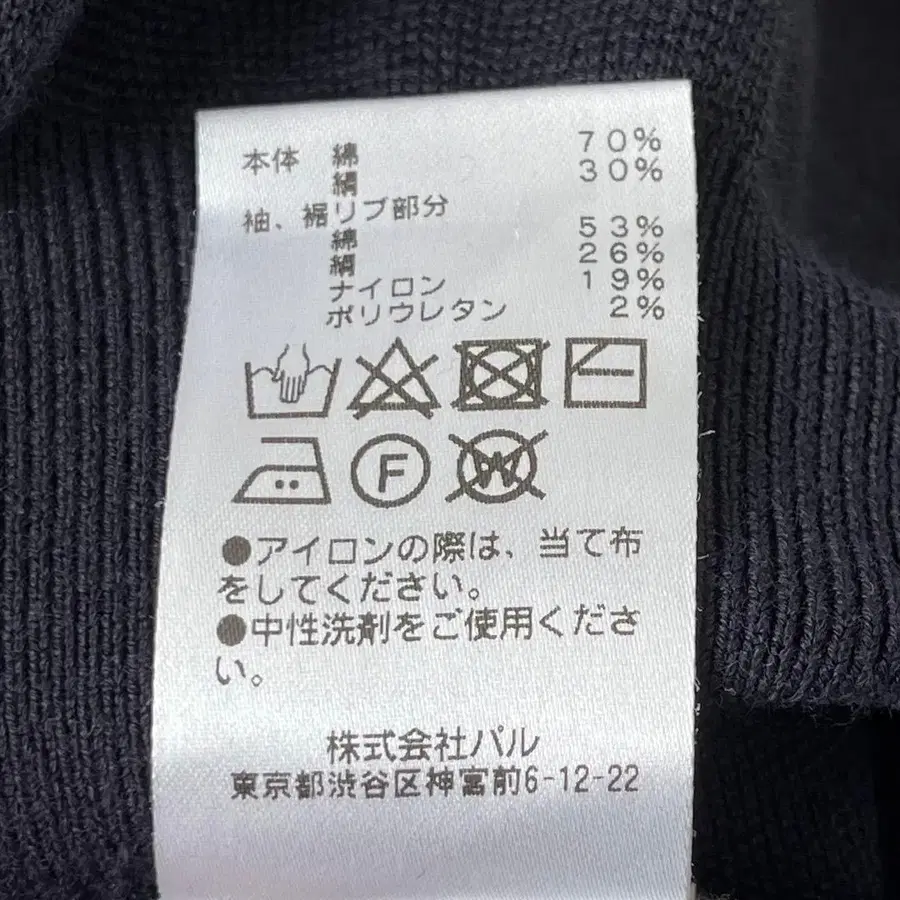 本体 綿 70%
絹 30%
袖、裾リブ部分
綿 53%
絹 26%
ナイロン 19%
ポリウレタン 2%
F W
●アイロンの際は、当て布
をしてください。
●中性洗剤をご使用くださ
い。
株式会社パル
東京都渋谷区神宮前6-12-22